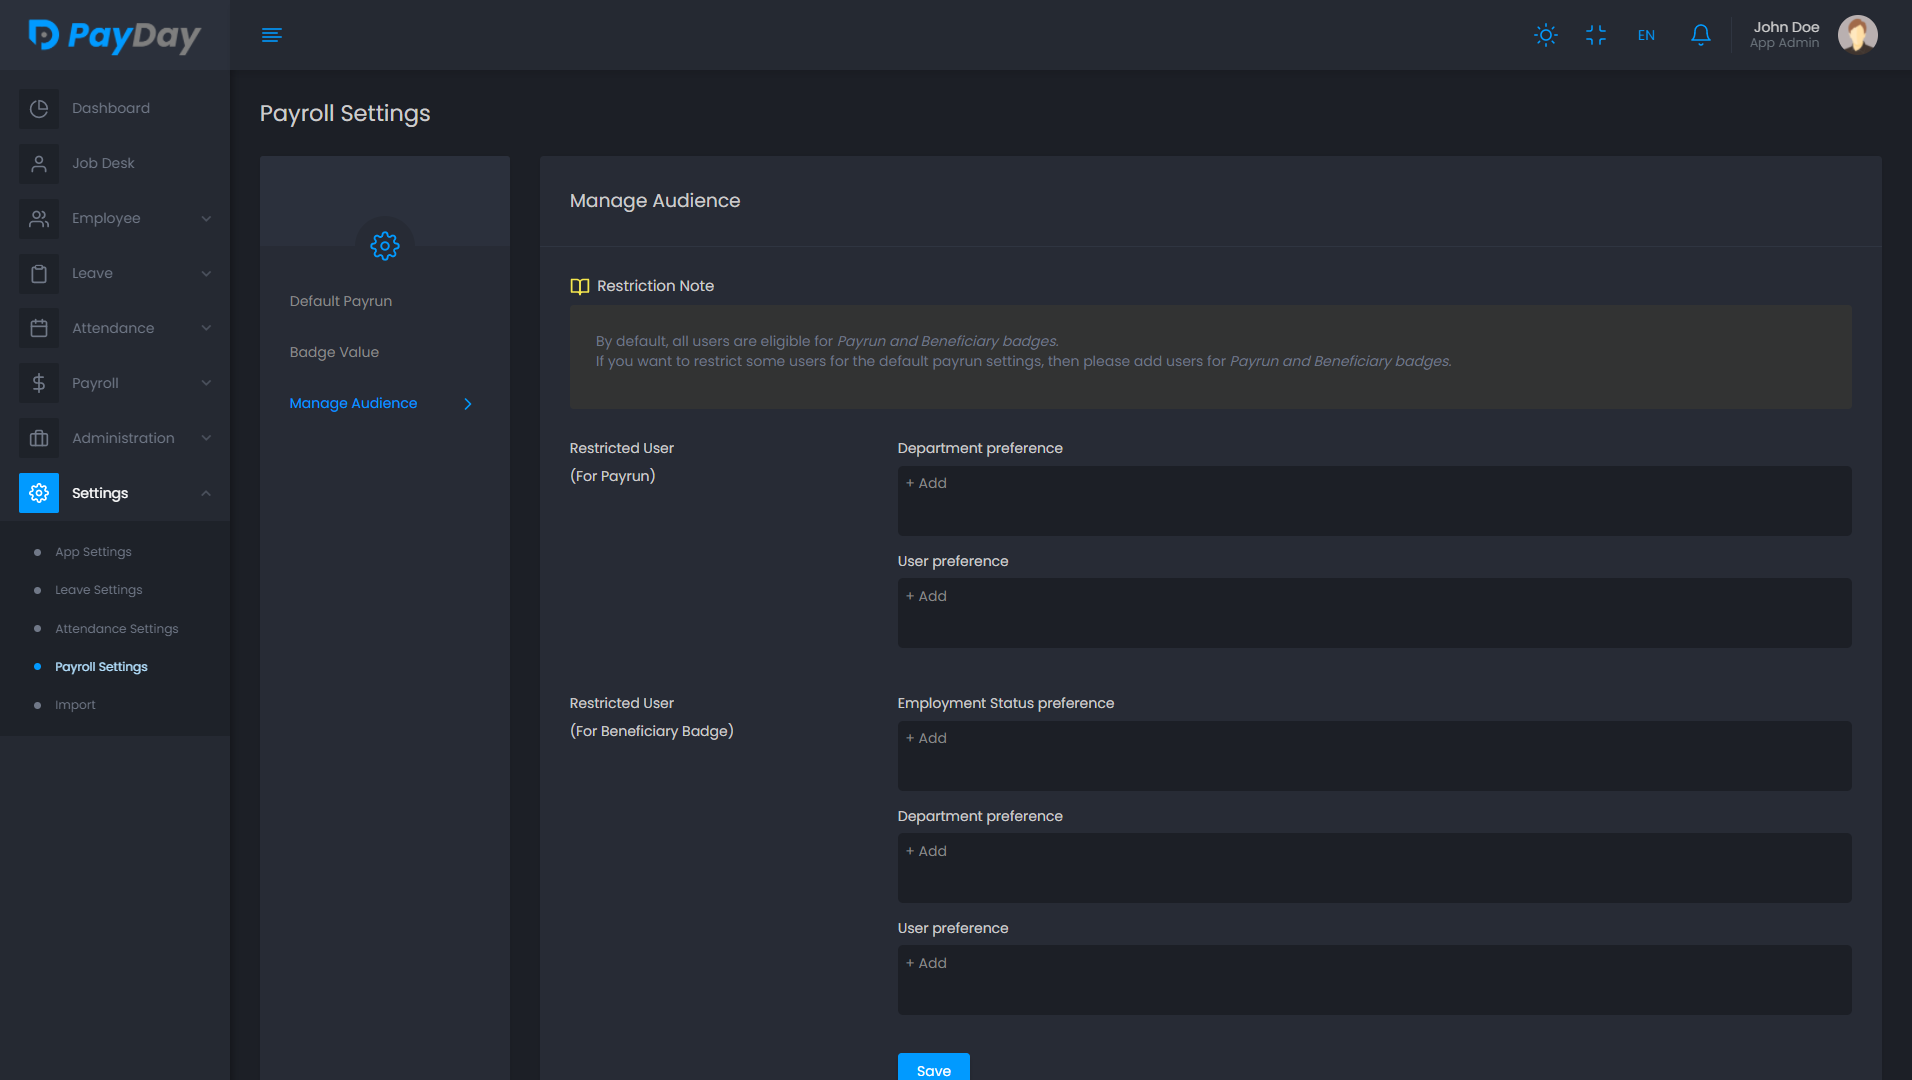 PayDay
EN
John Doe
App Admin
Dashboard
Job Desk
Employee
Leave
Attendance
Payroll
Administration
Settings
App Settings
Leave Settings
Attendance Settings
Payroll Settings
Import
Payroll Settings
Default Payrun
Badge Value
Manage Audience
Manage Audience
Restriction Note
By default, all users are eligible for Payrun and Beneficiary badges.
If you want to restrict some users for the default payrun settings, then please add users for Payrun and Beneficiary badges.
Restricted User
(For Payrun)
Department preference
+ Add
User preference
+ Add
Restricted User
(For Beneficiary Badge)
Employment Status preference
+ Add
Department preference
+ Add
User preference
+ Add
Save